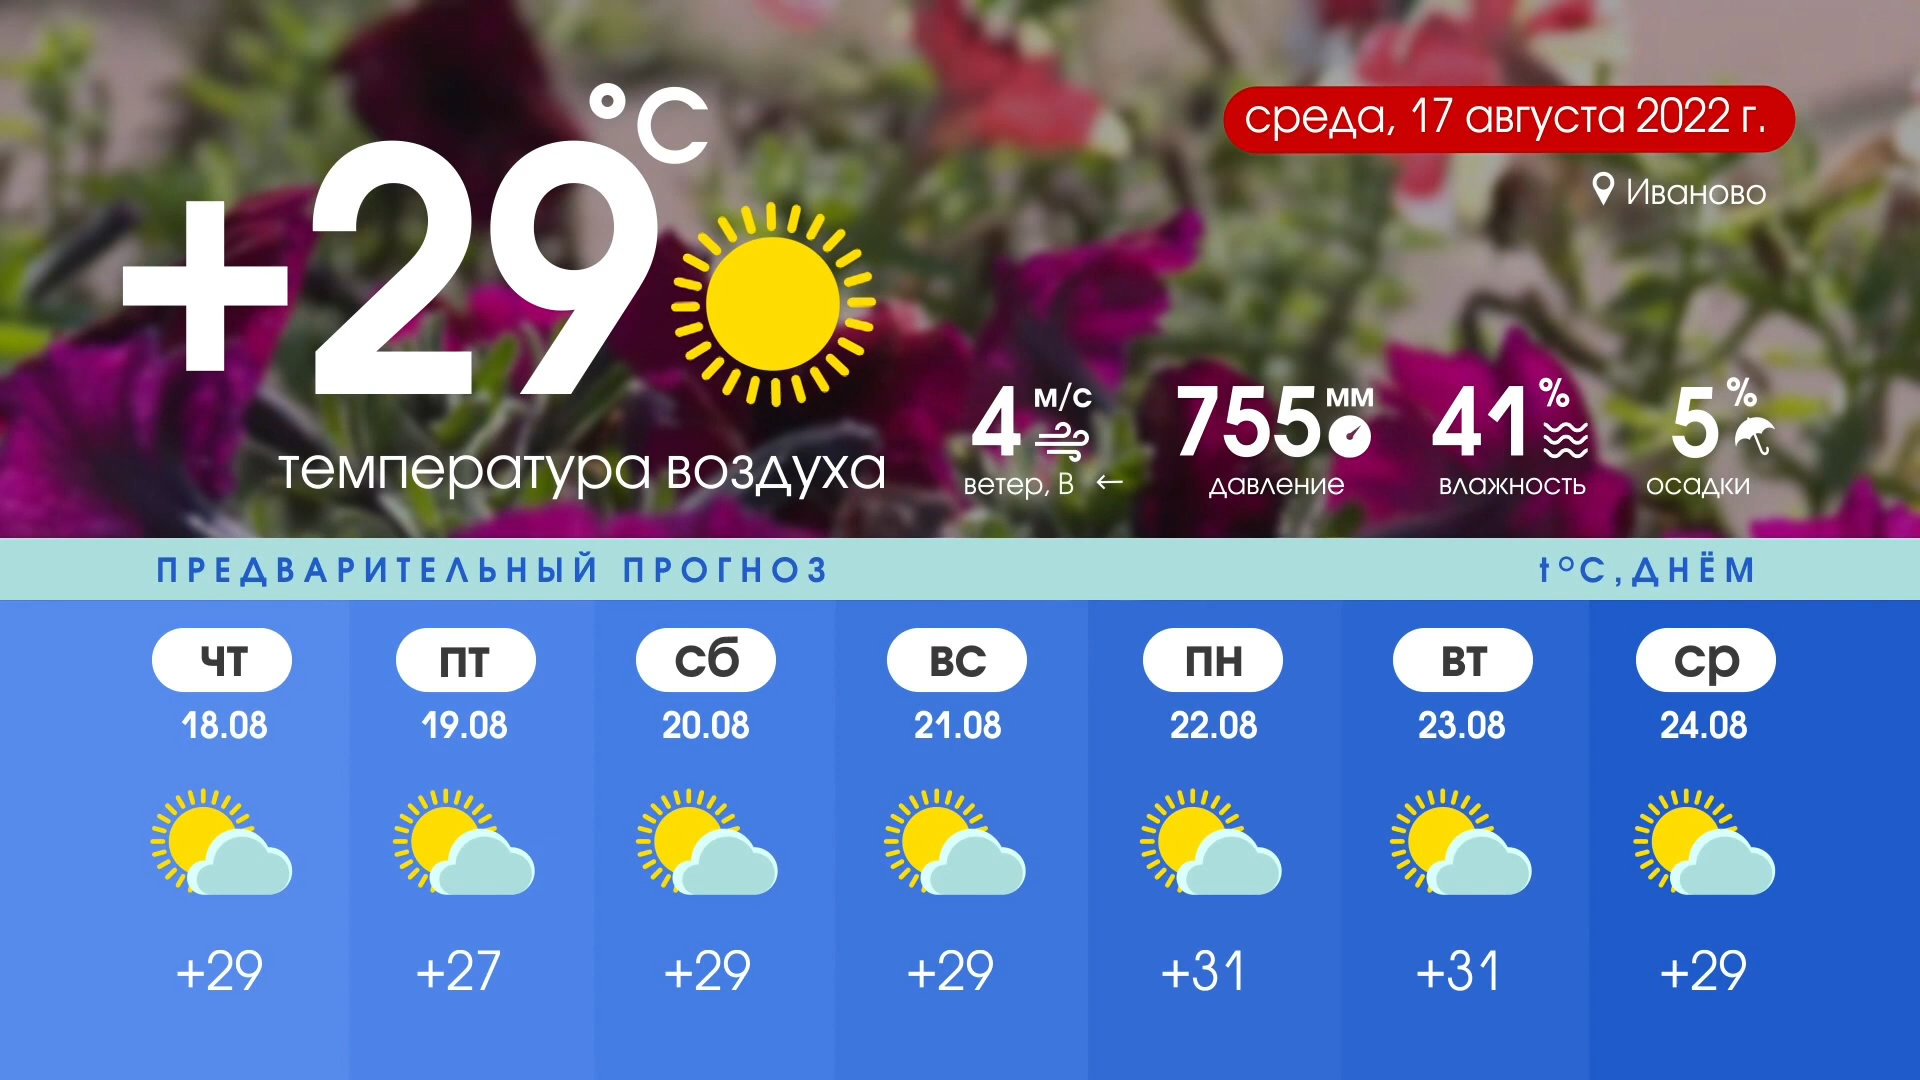 °C
+29
температура воздуха
среда, 17 августа 2022 г.
Иваново
4 м/с
ветер, В ←
755 мм
давление
41 %
влажность
5 %
осадки
ПРЕДВАРИТЕЛЬНЫЙ ПРОГНОЗ
t°C, ДНЁМ
чт пт сб вс пн вт ср
18.08 19.08 20.08 21.08 22.08 23.08 24.08
+29 +27 +29 +29 +31 +31 +29